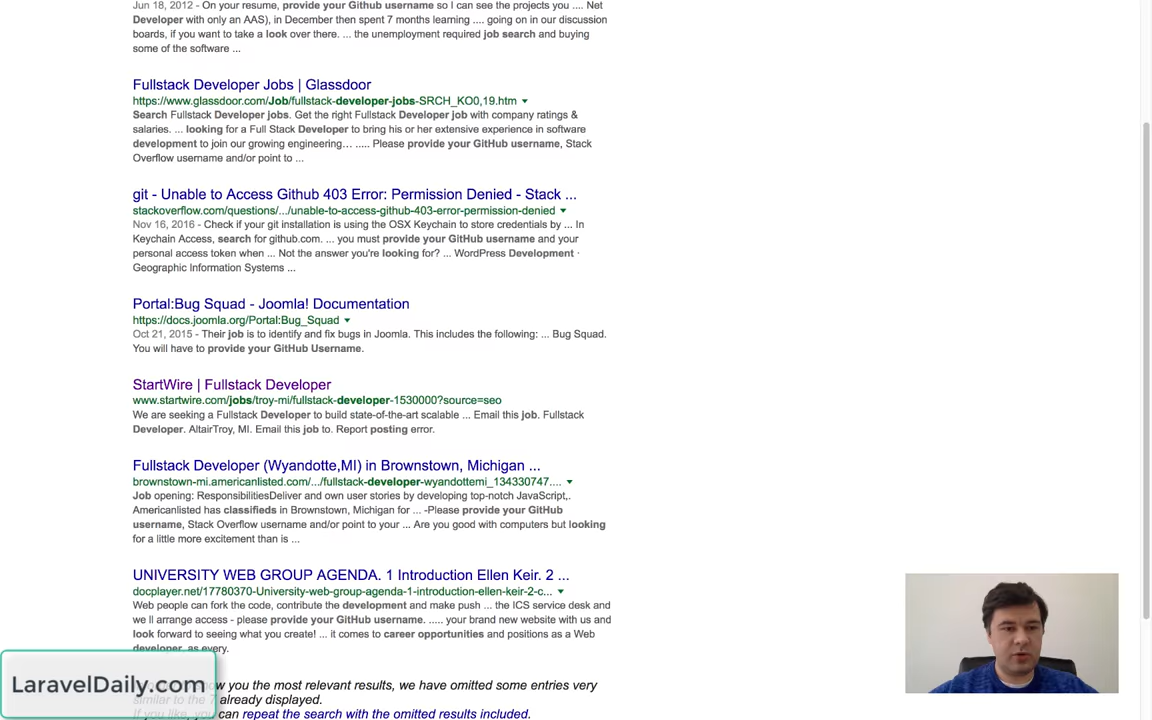 Jun 18, 2012 - On your resume, provide your Github username so I can see the projects you .... Net
Developer with only an AAS), in December then spent 7 months learning .... going on in our discussion
boards, if you want to take a look over there. ... the unemployment required job search and buying
some of the software ...
Fullstack Developer Jobs | Glassdoor
https://www.glassdoor.com/Job/fullstack-developer-jobs-SRCH_KO0,19.htm
Search Fullstack Developer jobs. Get the right Fullstack Developer job with company ratings &
salaries. ... looking for a Full Stack Developer to bring his or her extensive experience in software
development to join our growing engineering... ..... Please provide your GitHub username, Stack
Overflow username and/or point to ...
git - Unable to Access Github 403 Error: Permission Denied - Stack ...
stackoverflow.com/questions/.../unable-to-access-github-403-error-permission-denied
Nov 16, 2016 - Check if your git installation is using the OSX Keychain to store credentials by ... In
Keychain Access, search for github.com. ... you must provide your GitHub username and your
personal access token when ... Not the answer you're looking for? ... WordPress Development ·
Geographic Information Systems ...
Portal:Bug Squad - Joomla! Documentation
https://docs.joomla.org/Portal:Bug_Squad
Oct 21, 2015 - Their job is to identify and fix bugs in Joomla. This includes the following: ... Bug Squad.
You will have to provide your GitHub Username.
StartWire | Fullstack Developer
www.startwire.com/jobs/troy-mi/fullstack-developer-1530000?source=seo
We are seeking a Fullstack Developer to build state-of-the-art scalable ... Email this job. Fullstack
Developer. AltairTroy, MI. Email this job to. Report posting error.
Fullstack Developer (Wyandotte,MI) in Brownstown, Michigan ...
brownstown-mi.americanlisted.com/.../fullstack-developer-wyandottemi_134330747....
Job opening: ResponsibilitiesDeliver and own user stories by developing top-notch JavaScript,.
Americanlisted has classifieds in Brownstown, Michigan for ... -Please provide your GitHub
username, Stack Overflow username and/or point to your ... Are you good with computers but looking
for a little more excitement than is ...
UNIVERSITY WEB GROUP AGENDA. 1 Introduction Ellen Keir. 2 ...
docplayer.net/17780370-University-web-group-agenda-1-introduction-ellen-keir-2-c...
Web people can fork the code, contribute the development and make push ... the ICS service desk and
we ll arrange access - please provide your GitHub username. ..... your brand new website with us and
look forward to seeing what you create! ... it comes to career opportunities and positions as a Web
developer, as every.
LaravelDaily.com
you the most relevant results, we have omitted some entries very
similar to the 7 already displayed.
If you like, you can repeat the search with the omitted results included.